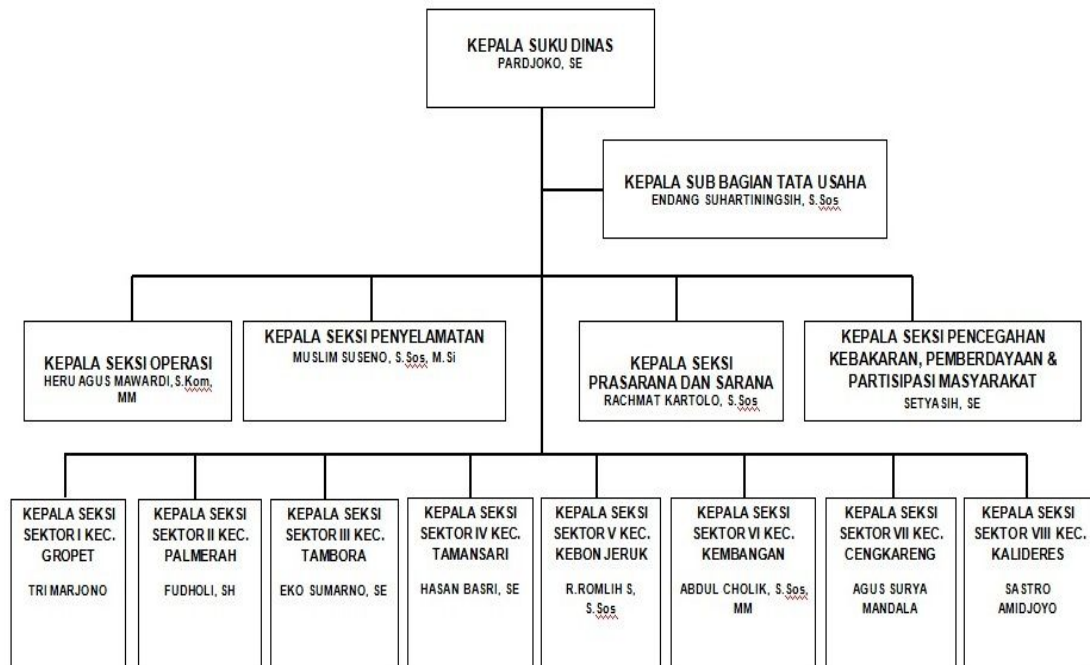 KEPALA SUKU DINAS
PARDJOKO, SE
KEPALA SUB BAGIAN TATA USAHA
ENDANG SUHARTININGSIH, S.Sos
KEPALA SEKSI OPERASI
HERU AGUS MAWARDI, S.Kom,
MM
KEPALA SEKSI PENYELAMATAN
MUSLIM SUSENO, S.Sos, M.Si
KEPALA SEKSI
PRASARANA DAN SARANA
RACHMAT KARTOLO, S.Sos
KEPALA SEKSI PENCEGAHAN
KEBAKARAN, PEMBERDAYAAN &
PARTISIPASI MASYARAKAT
SETYASIH, SE
KEPALA SEKSI
SEKTOR I KEC.
GROPET
TRI MARJONO
KEPALA SEKSI
SEKTOR II KEC.
PALMERAH
FUDHOLI, SH
KEPALA SEKSI
SEKTOR III KEC.
TAMBORA
EKO SUMARNO, SE
KEPALA SEKSI
SEKTOR IV KEC.
TAMANSARI
HASAN BASRI, SE
KEPALA SEKSI
SEKTOR V KEC.
KEBON JERUK
R.ROMLIH S,
S.Sos
KEPALA SEKSI
SEKTOR VI KEC.
KEMBANGAN
ABDUL CHOLIK, S.Sos,
MM
KEPALA SEKSI
SEKTOR VII KEC.
CENGKARENG
AGUS SURYA
MANDALA
KEPALA SEKSI
SEKTOR VIII KEC.
KALIDERES
SASTRO
AMIDJOYO